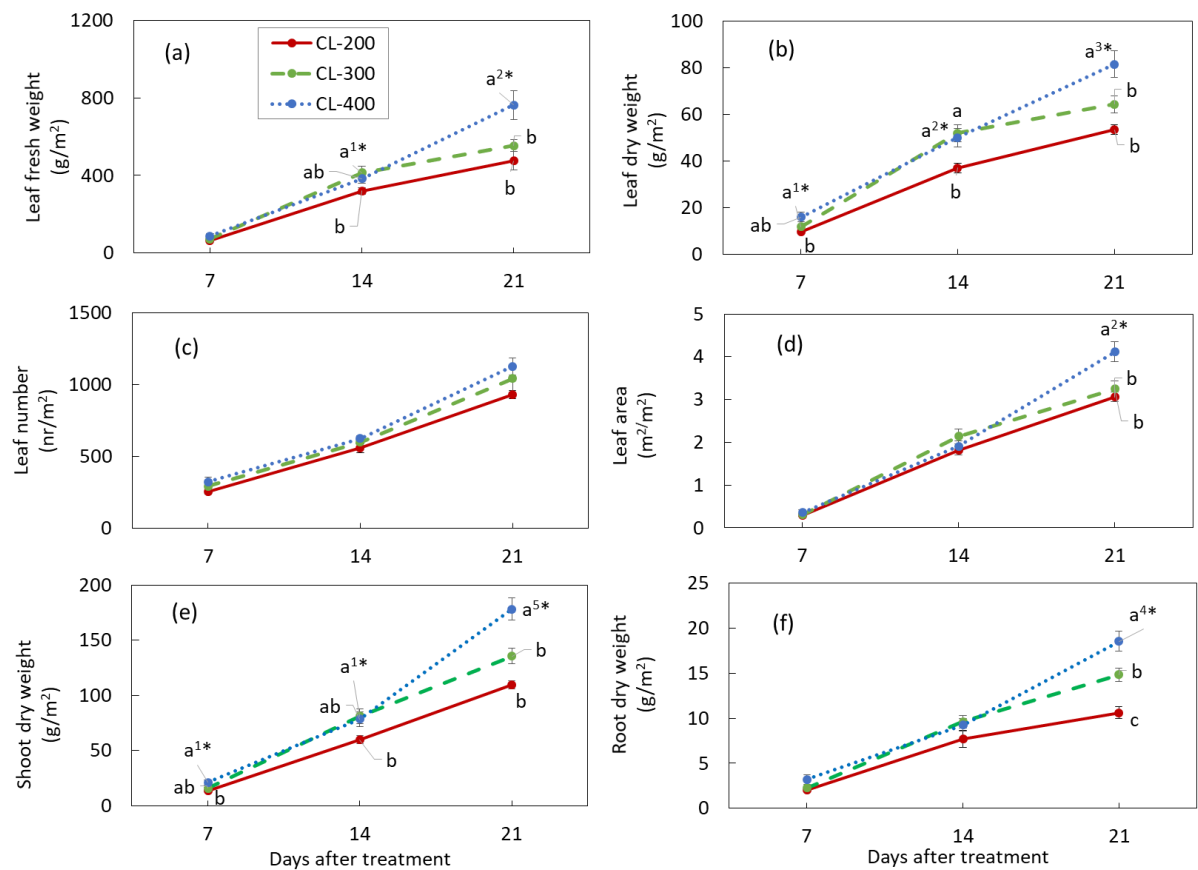 Leaf fresh weight
(g/m²)
1200
800
400
0
(a)
CL-200
CL-300
CL-400
ab
a¹*
b
a²*
b
b
7
14
21
Leaf dry weight
(g/m²)
100
80
60
40
20
0
(b)
a¹*
ab
b
a²*
a
b
a³*
b
b
7
14
21
Leaf number
(nr/m²)
1500
1000
500
0
(c)
7
14
21
Leaf area
(m²/m²)
5
4
3
2
1
0
(d)
a²*
b
b
7
14
21
Shoot dry weight
(g/m²)
200
150
100
50
0
(e)
a¹*
ab
b
a¹*
ab
b
a⁵*
b
b
7
14
21
Days after treatment
Root dry weight
(g/m²)
25
20
15
10
5
0
(f)
a⁴*
b
c
7
14
21
Days after treatment